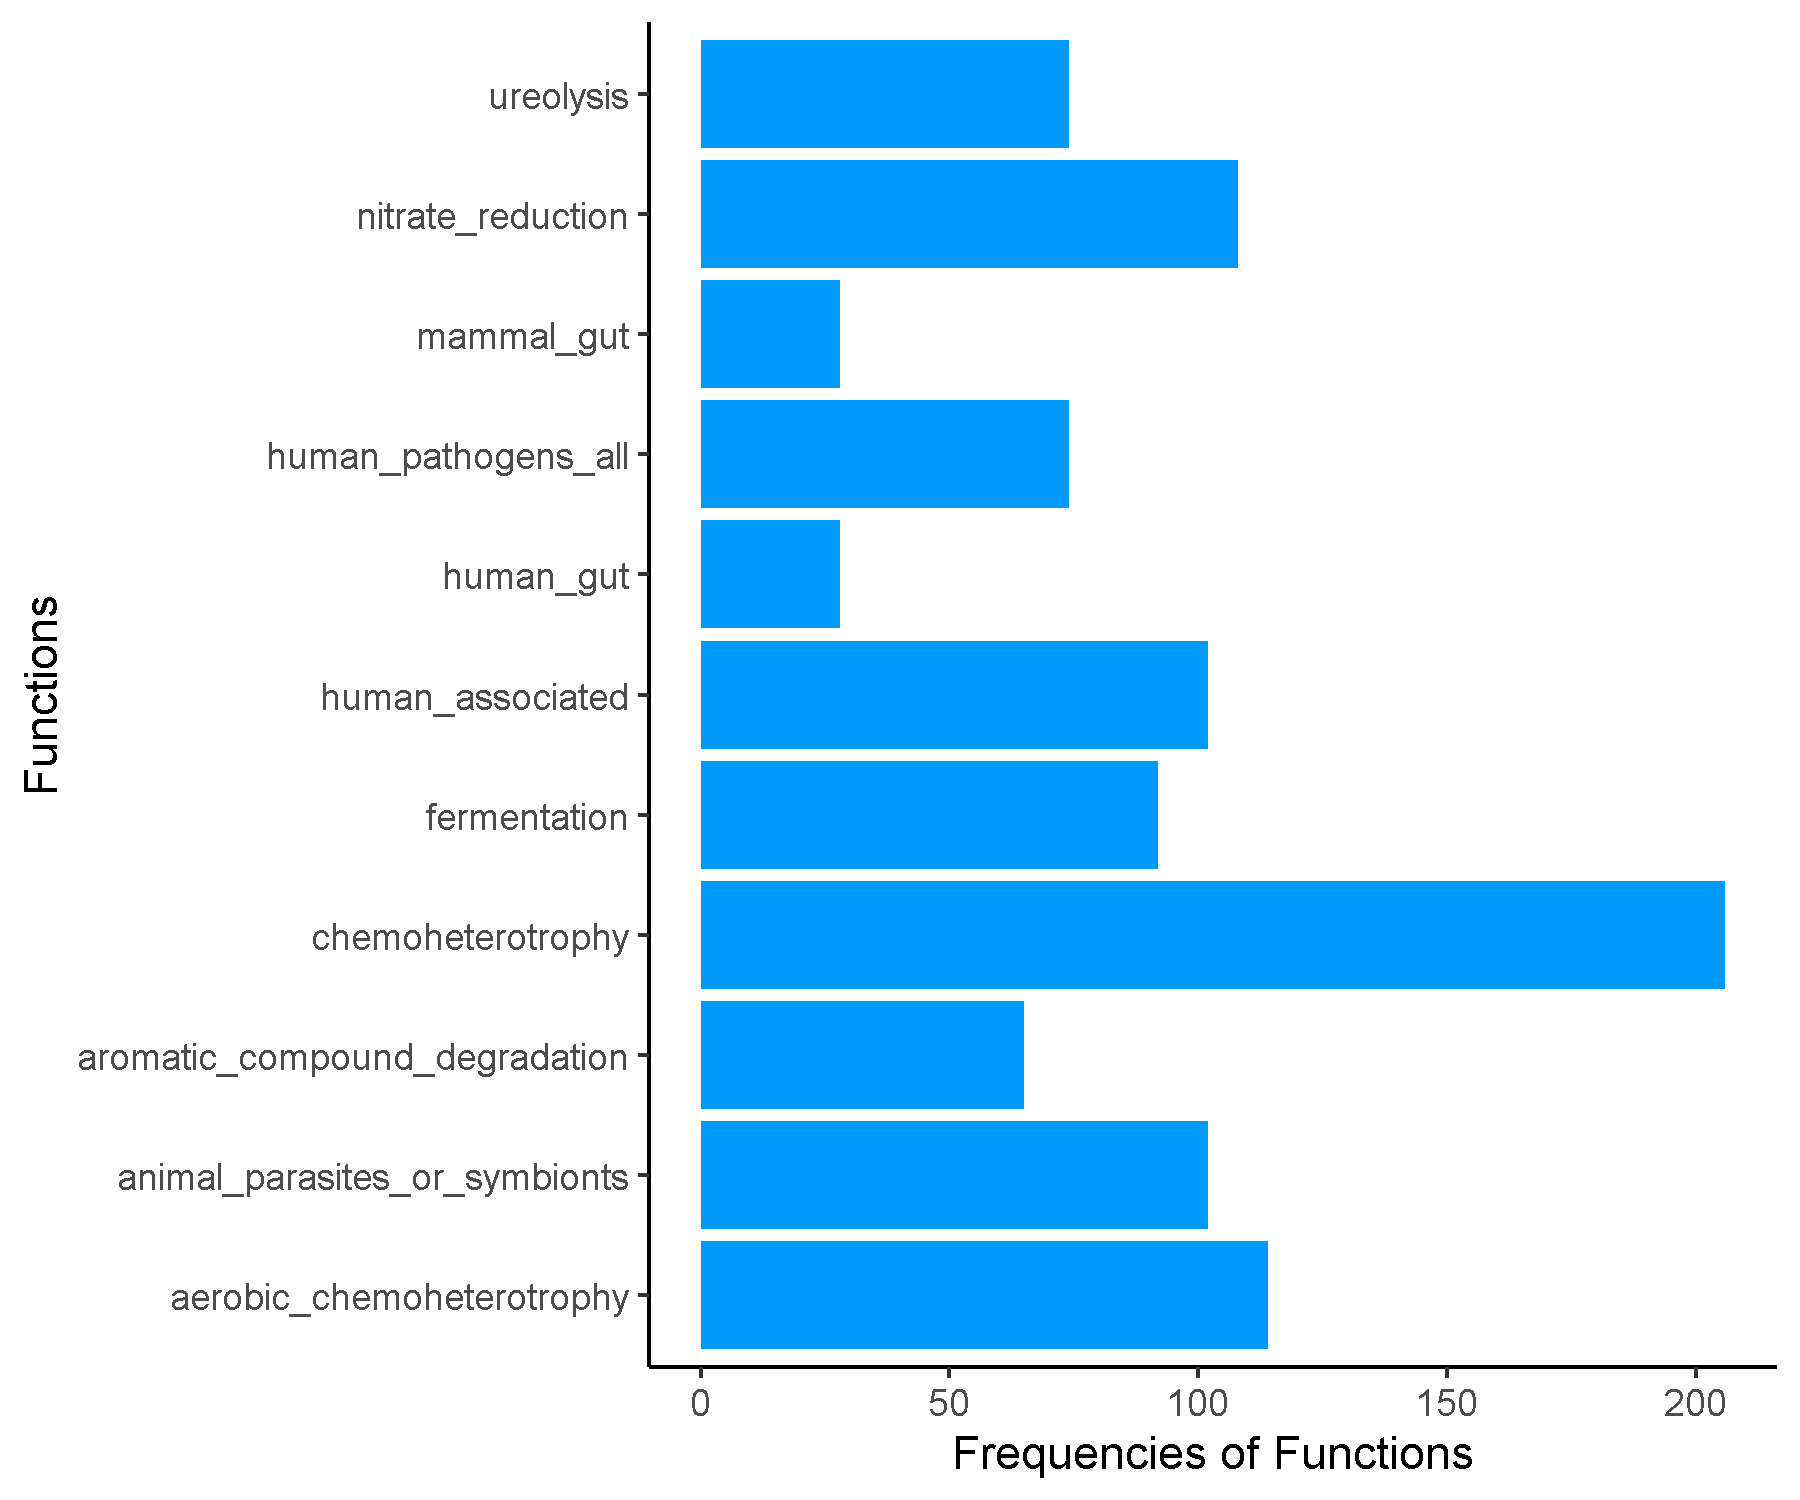 ureolysis
nitrate_reduction
mammal_gut
human_pathogens_all
human_gut
human_associated
fermentation
chemoheterotrophy
aromatic_compound_degradation
animal_parasites_or_symbionts
aerobic_chemoheterotrophy
Functions
0 50 100 150 200
Frequencies of Functions